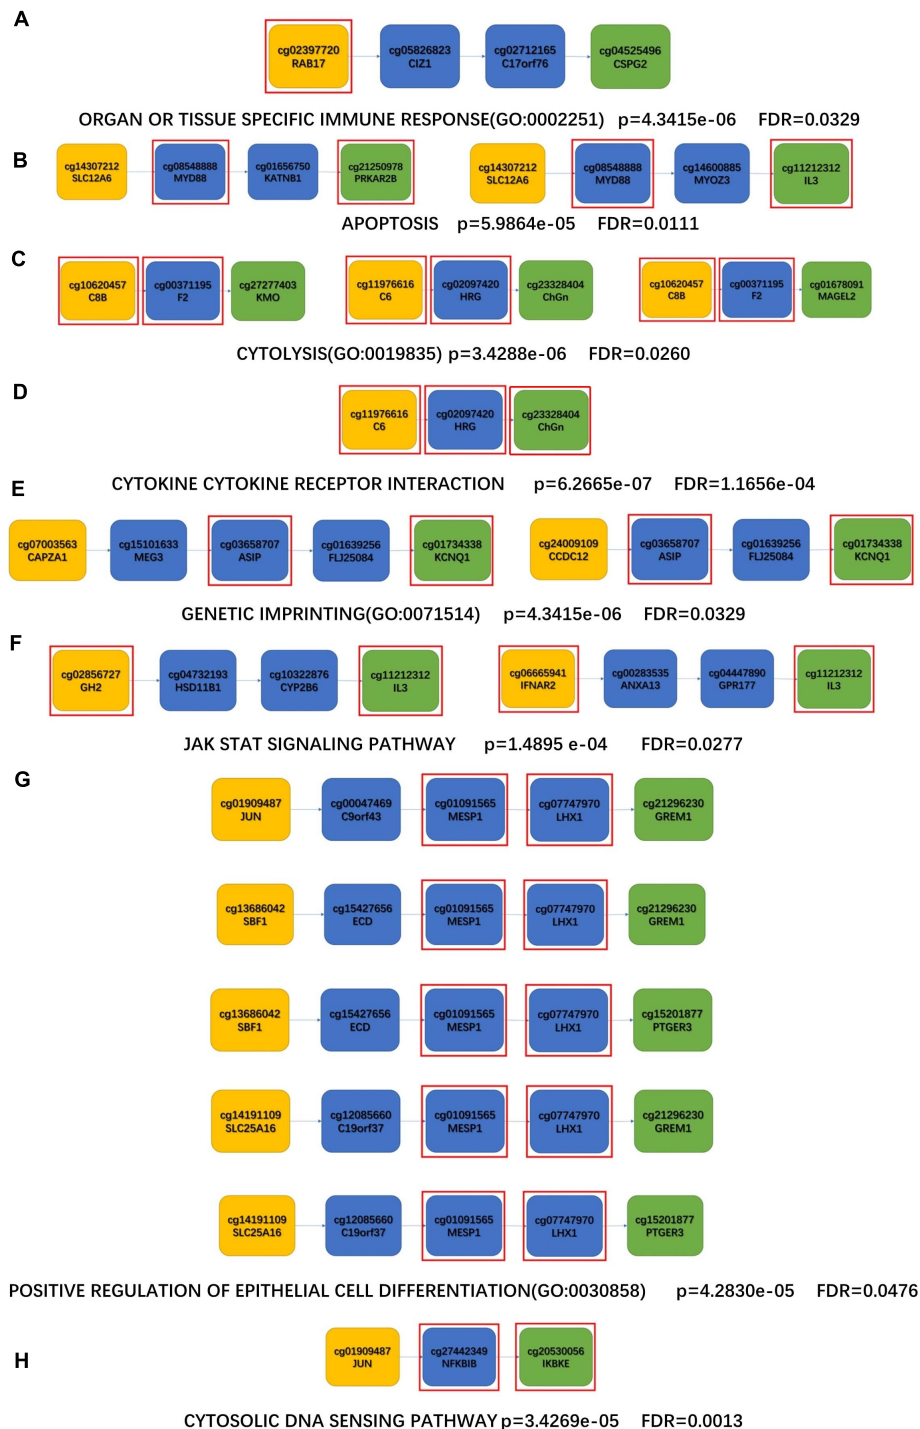 A
cg02397720 cg05826823 cg02712165 cg04525496
RAB17 CIZ1 C17orf76 CSPG2
ORGAN OR TISSUE SPECIFIC IMMUNE RESPONSE(GO:0002251) p=4.3415e-06 FDR=0.0329
B
cg14307212 cg08548888 cg01656750 cg21250978 cg14307212 cg08548888 cg14600885 cg11212312
SLC12A6 MYD88 KATNB1 PRKAR2B SLC12A6 MYD88 MYOZ3 IL3
APOPTOSIS p=5.9864e-05 FDR=0.0111
C
cg10620457 cg00371195 cg27277403 cg11976616 cg02097420 cg23328404 cg10620457 cg00371195 cg01678091
C8B F2 KMO C6 HRG ChGn C8B F2 MAGEL2
CYTOLYSIS(GO:0019835) p=3.4288e-06 FDR=0.0260
D
cg11976616 cg02097420 cg23328404
C6 HRG ChGn
CYTOKINE CYTOKINE RECEPTOR INTERACTION p=6.2665e-07 FDR=1.1656e-04
E
cg07003563 cg15101633 cg03658707 cg01639256 cg01734338 cg24009109 cg03658707 cg01639256 cg01734338
CAPZA1 MEG3 ASIP FLJ25084 KCNQ1 CCDC12 ASIP FLJ25084 KCNQ1
GENETIC IMPRINTING(GO:0071514) p=4.3415e-06 FDR=0.0329
F
cg02856727 cg04732193 cg10322876 cg11212312 cg06665941 cg00283535 cg04447890 cg11212312
GH2 HSD11B1 CYP2B6 IL3 IFNAR2 ANXA13 GPR177 IL3
JAK STAT SIGNALING PATHWAY p=1.4895 e-04 FDR=0.0277
G
cg01909487 cg00047469 cg01091565 cg07747970 cg21296230
JUN C9orf43 MESP1 LHX1 GREM1
cg13686042 cg15427656 cg01091565 cg07747970 cg21296230
SBF1 ECD MESP1 LHX1 GREM1
cg13686042 cg15427656 cg01091565 cg07747970 cg15201877
SBF1 ECD MESP1 LHX1 PTGER3
cg14191109 cg12085660 cg01091565 cg07747970 cg21296230
SLC25A16 C19orf37 MESP1 LHX1 GREM1
cg14191109 cg12085660 cg01091565 cg07747970 cg15201877
SLC25A16 C19orf37 MESP1 LHX1 PTGER3
POSITIVE REGULATION OF EPITHELIAL CELL DIFFERENTIATION(GO:0030858) p=4.2830e-05 FDR=0.0476
H
cg01909487 cg27442349 cg20530056
JUN NFKBIB IKBKE
CYTOSOLIC DNA SENSING PATHWAY p=3.4269e-05 FDR=0.0013